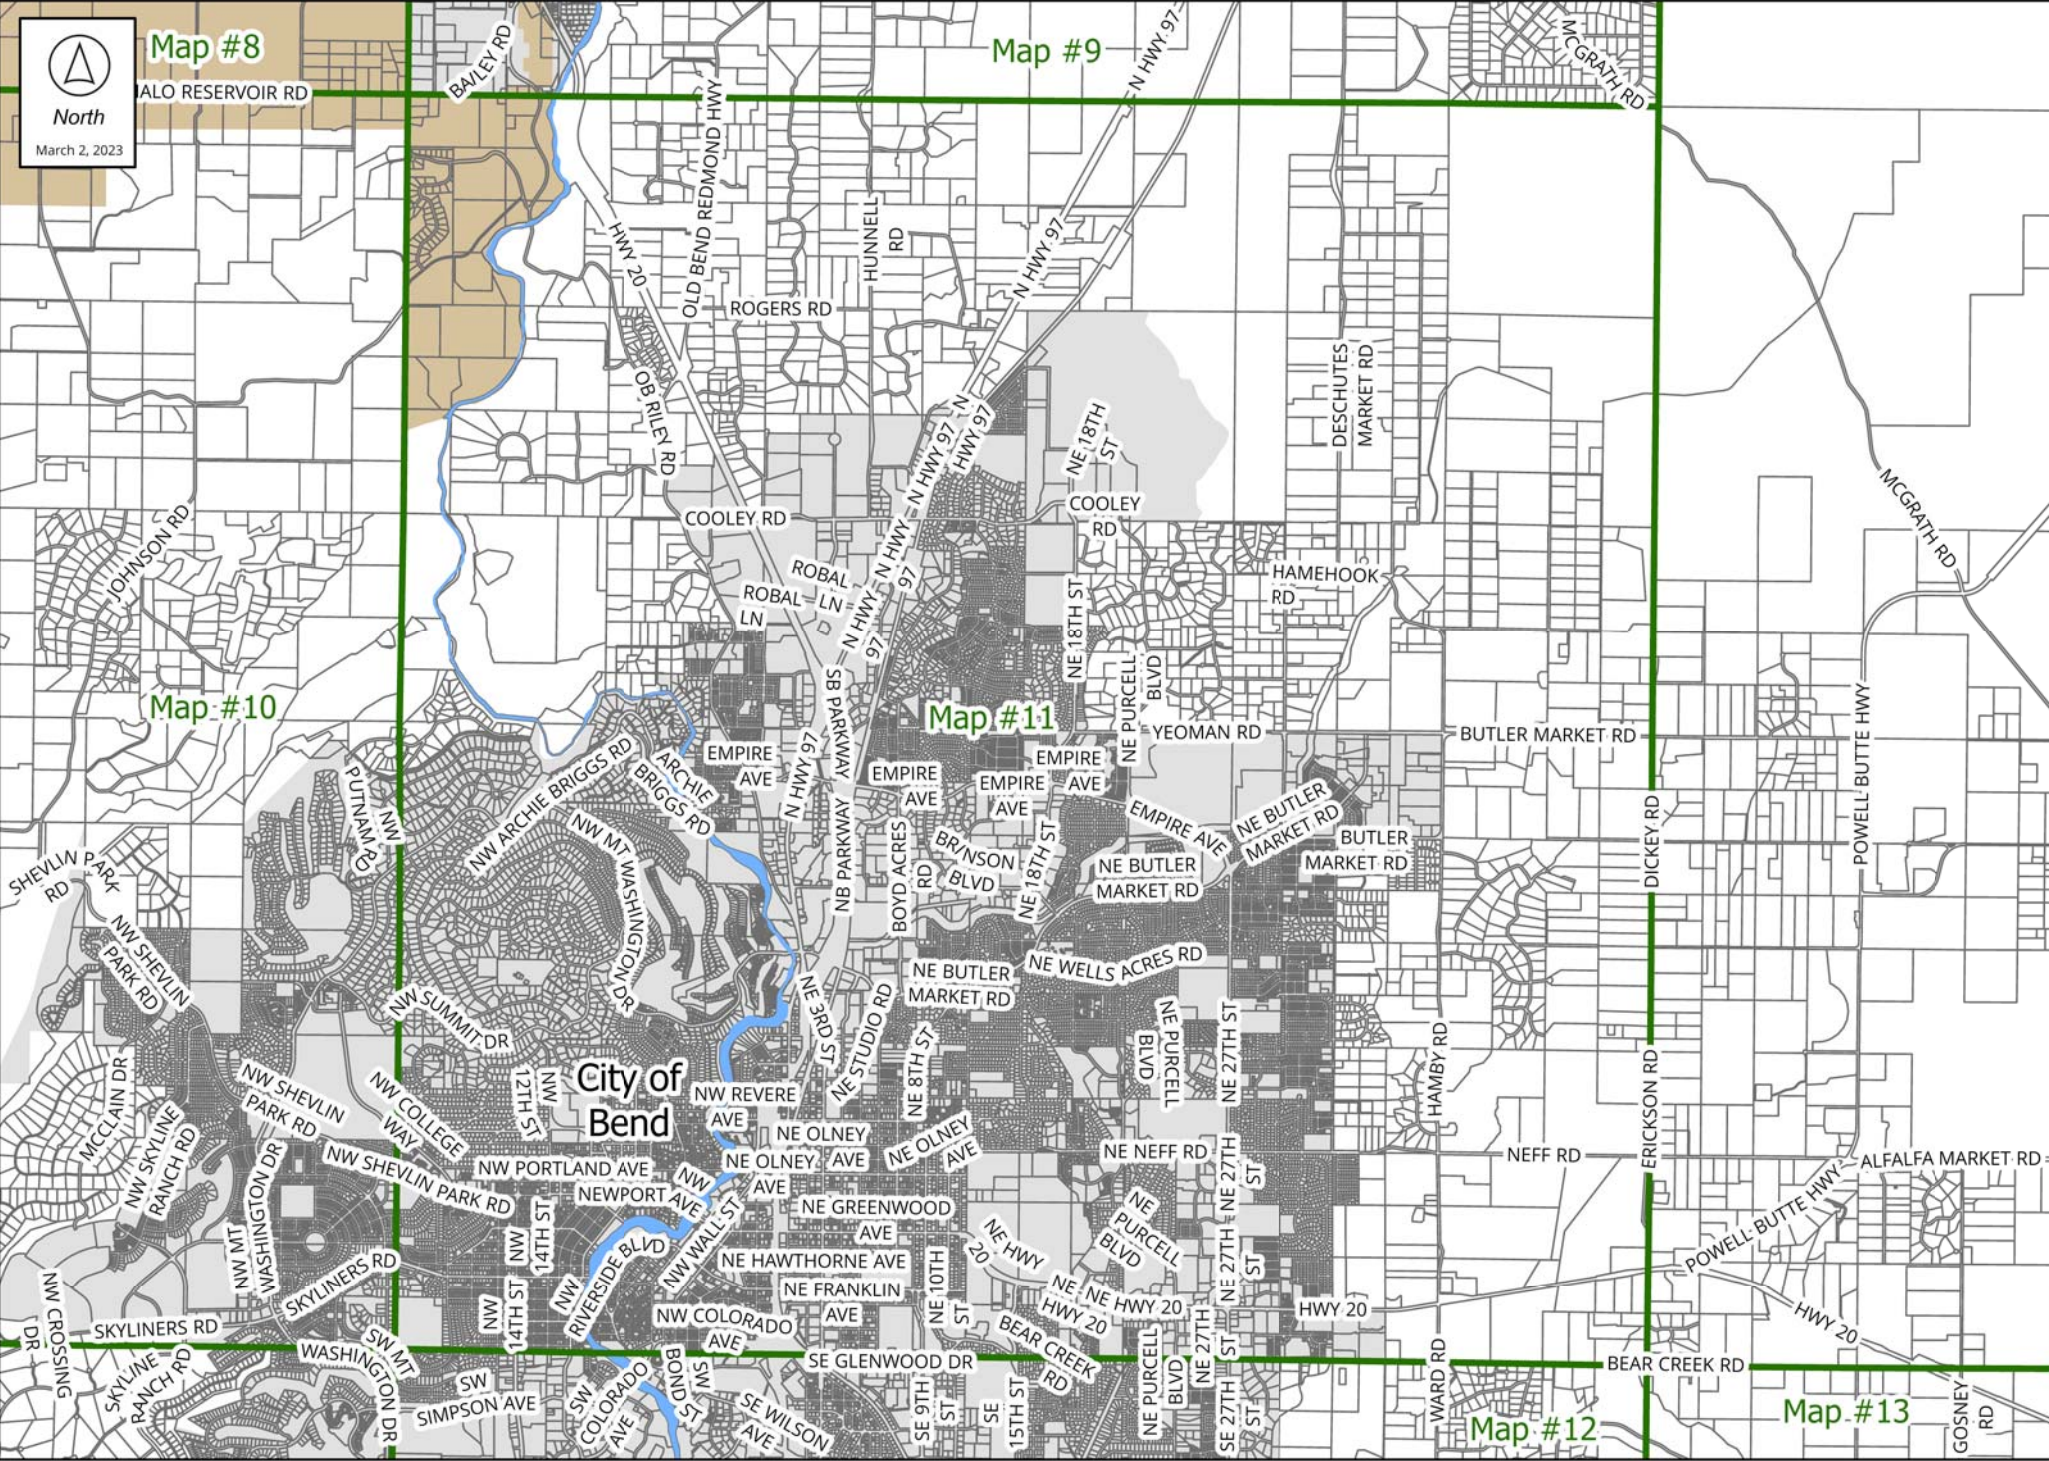 Map #8
Map #9
N HWY 97
MCGRATH RD
BAILEY RD
ALO RESERVOIR RD
North
March 2, 2023
OLD BEND REDMOND HWY
HUNNELL
RD
HWY 20
N HWY 97
ROGERS RD
OB RILEY RD
DESCHUTES
MARKET RD
N
HWY 97
N HWY 97
NE 18TH
ST
COOLEY RD
COOLEY
RD
MCGRATH RD
JOHNSON RD
N HWY
97
ROBAL
LN
ROBAL
LN
HAMEHOOK
RD
N HWY
97
NE 18TH ST
NE PURCELL
BLVD
Map #10
Map #11
SB PARKWAY
YEOMAN RD
BUTLER MARKET RD
POWELL BUTTE HWY
NW ARCHIE BRIGGS RD
ARCHIE
BRIGGS RD
EMPIRE
AVE
N HWY 97
EMPIRE
AVE
EMPIRE
AVE
EMPIRE
AVE
EMPIRE AVE
NE BUTLER
MARKET RD
BUTLER
MARKET RD
NW
PUTNAM RD
NW MT WASHINGTON DR
NB PARKWAY
BOYD ACRES
RD
BRINSON
BLVD
NE 18TH ST
NE BUTLER
MARKET RD
DICKEY RD
SHEVLIN PARK
RD
NW SHEVLIN
PARK RD
NE BUTLER
MARKET RD
NE WELLS ACRES RD
NW SUMMIT DR
NE 3RD ST
NE STUDIO RD
NE 8TH ST
NE PURCELL
BLVD
NE 27TH ST
HAMBY RD
ERICKSON RD
City of
Bend
MCCLAIN DR
NW SHEVLIN
PARK RD
NW COLLEGE
WAY
NW
12TH ST
NW REVERE
AVE
NE OLNEY
AVE
NE OLNEY
AVE
NE OLNEY
AVE
NW SKYLINE
RANCH RD
NW SHEVLIN PARK RD
NW PORTLAND AVE
NW
NEWPORT AVE
NE NEFF RD
NE 27TH
ST
NEFF RD
ALFALFA MARKET RD
NW MT
WASHINGTON DR
NW
14TH ST
NW WALL ST
NE GREENWOOD
AVE
NE HWY
20
NE
PURCELL
BLVD
POWELL BUTTE HWY
NW CROSSING
DR
SKYLINERS RD
NW
RIVERSIDE BLVD
NE HAWTHORNE AVE
NE FRANKLIN
AVE
NE 10TH
ST
NE
HWY 20
NE HWY 20
NE 27TH
ST
HWY 20
HWY 20
SKYLINERS RD
NW
14TH ST
NW COLORADO
AVE
BEAR CREEK
RD
NE PURCELL
BLVD
NE 27TH
ST
SKYLINE
RANCH RD
SW MT
WASHINGTON DR
SW
SIMPSON AVE
SW
COLORADO
AVE
SW
BOND ST
SE GLENWOOD DR
SE WILSON
AVE
SE 9TH
ST
SE
15TH ST
SE 27TH
ST
WARD RD
BEAR CREEK RD
Map #12
Map #13
GOSNEY
RD